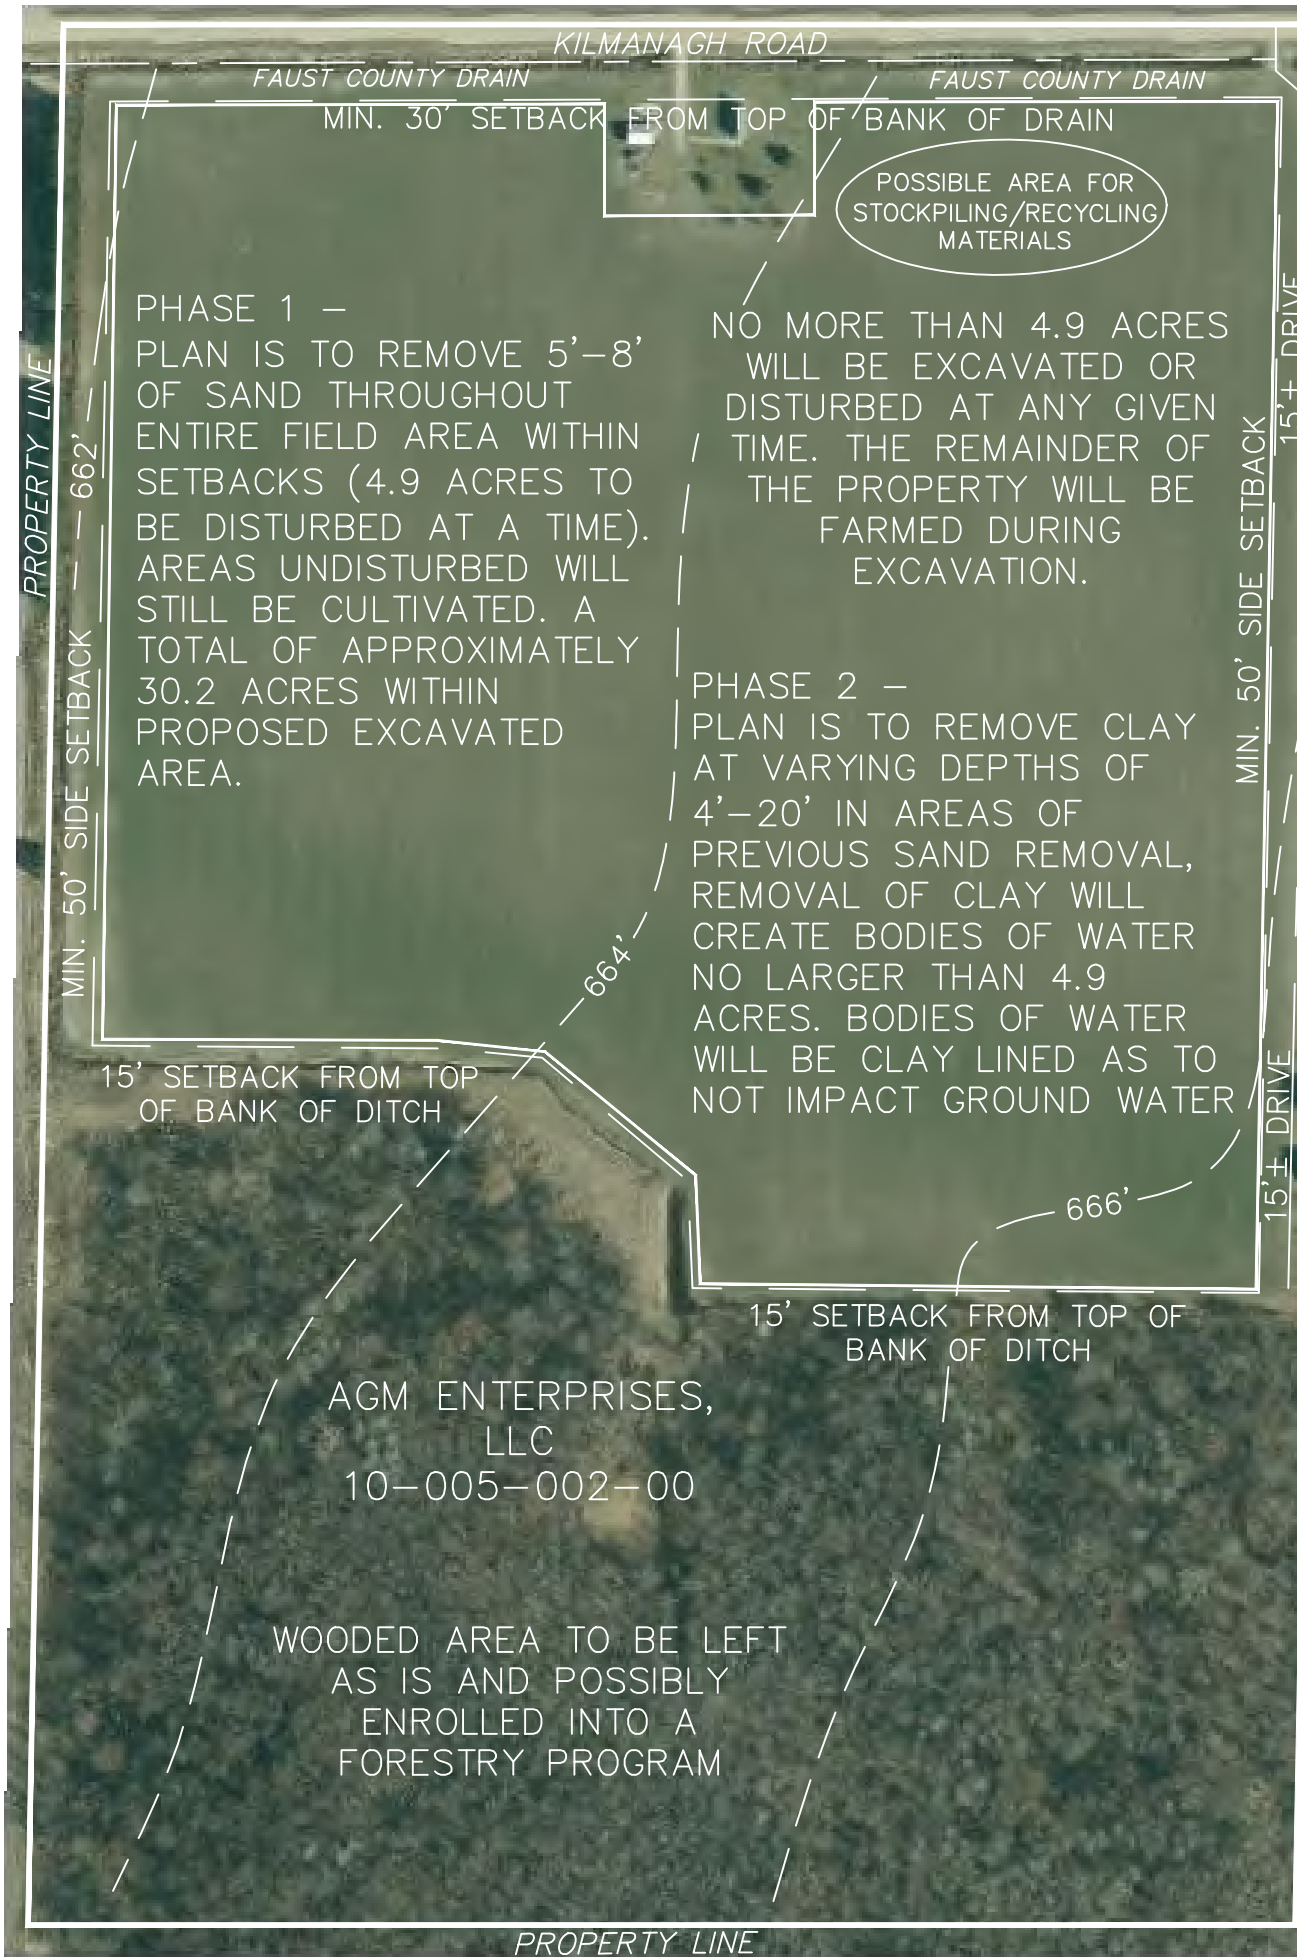 KILMANAGH ROAD
FAUST COUNTY DRAIN
FAUST COUNTY DRAIN
MIN. 30' SETBACK FROM TOP OF BANK OF DRAIN
POSSIBLE AREA FOR
STOCKPILING/RECYCLING
MATERIALS
PHASE 1 –
PLAN IS TO REMOVE 5'–8'
OF SAND THROUGHOUT
ENTIRE FIELD AREA WITHIN
SETBACKS (4.9 ACRES TO
BE DISTURBED AT A TIME).
AREAS UNDISTURBED WILL
STILL BE CULTIVATED. A
TOTAL OF APPROXIMATELY
30.2 ACRES WITHIN
PROPOSED EXCAVATED
AREA.
NO MORE THAN 4.9 ACRES
WILL BE EXCAVATED OR
DISTURBED AT ANY GIVEN
TIME. THE REMAINDER OF
THE PROPERTY WILL BE
FARMED DURING
EXCAVATION.
PHASE 2 –
PLAN IS TO REMOVE CLAY
AT VARYING DEPTHS OF
4'–20' IN AREAS OF
PREVIOUS SAND REMOVAL,
REMOVAL OF CLAY WILL
CREATE BODIES OF WATER
NO LARGER THAN 4.9
ACRES. BODIES OF WATER
WILL BE CLAY LINED AS TO
NOT IMPACT GROUND WATER
PROPERTY LINE
662'
MIN. 50' SIDE SETBACK
664'
666'
MIN. 50' SIDE SETBACK
15'± DRIVE
15'± DRIVE
15' SETBACK FROM TOP
OF BANK OF DITCH
15' SETBACK FROM TOP OF
BANK OF DITCH
AGM ENTERPRISES,
LLC
10–005–002–00
WOODED AREA TO BE LEFT
AS IS AND POSSIBLY
ENROLLED INTO A
FORESTRY PROGRAM
PROPERTY LINE